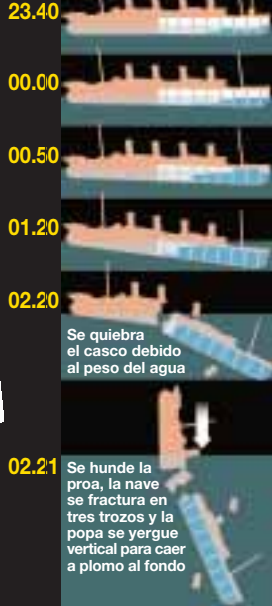 23.40
00.00
00.50
01.20
02.20
Se quiebra
el casco debido
al peso del agua
02.21
Se hunde la
proa, la nave
se fractura en
tres trozos y la
popa se yergue
vertical para caer
a plomo al fondo